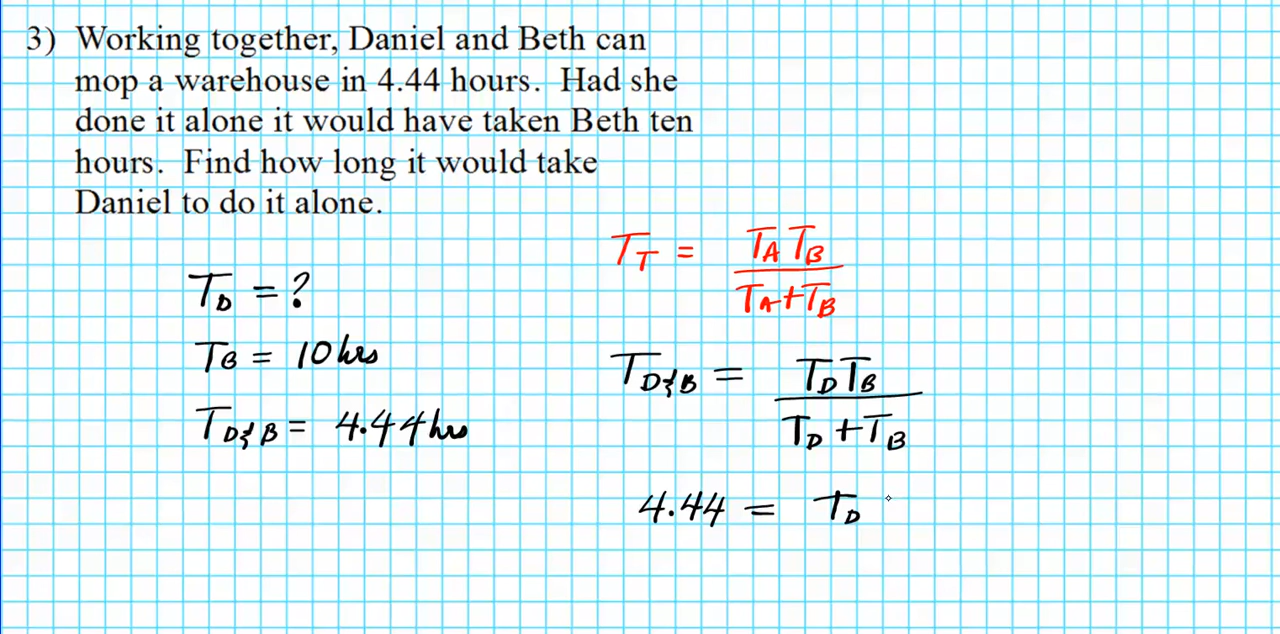 3) Working together, Daniel and Beth can
mop a warehouse in 4.44 hours. Had she
done it alone it would have taken Beth ten
hours. Find how long it would take
Daniel to do it alone.
T_D = ?
T_B = 10 hrs
T_D&B = 4.44 hrs
T_T = T_A T_B / T_A + T_B
T_D&B = T_D T_B / T_D + T_B
4.44 = T_D